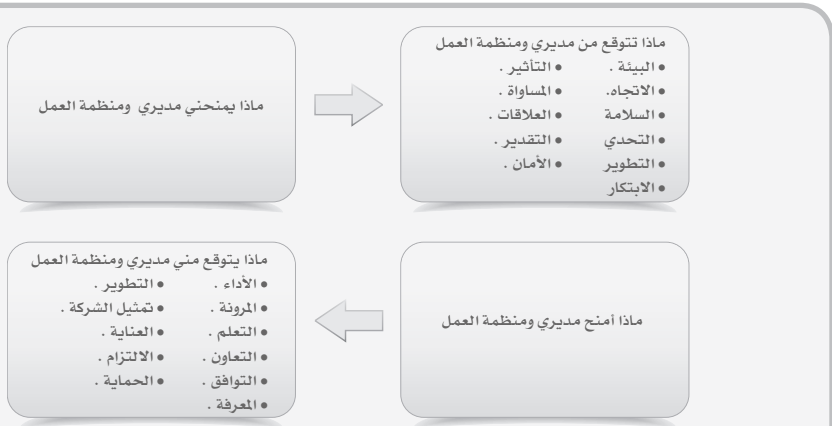 ماذا تتوقع من مديري ومنظمة العمل
• البيئة . • التأثير .
• الاتجاه. • المساواة .
• السلامة • العلاقات .
• التحدي • التقدير .
• التطوير • الأمان .
• الابتكار
ماذا يمنحني مديري ومنظمة العمل
ماذا أمنح مديري ومنظمة العمل
ماذا يتوقع مني مديري ومنظمة العمل
• الأداء . • التطوير .
• المرونة . • تمثيل الشركة .
• التعلم . • العناية .
• التعاون . • الالتزام .
• التوافق . • الحماية .
• المعرفة .